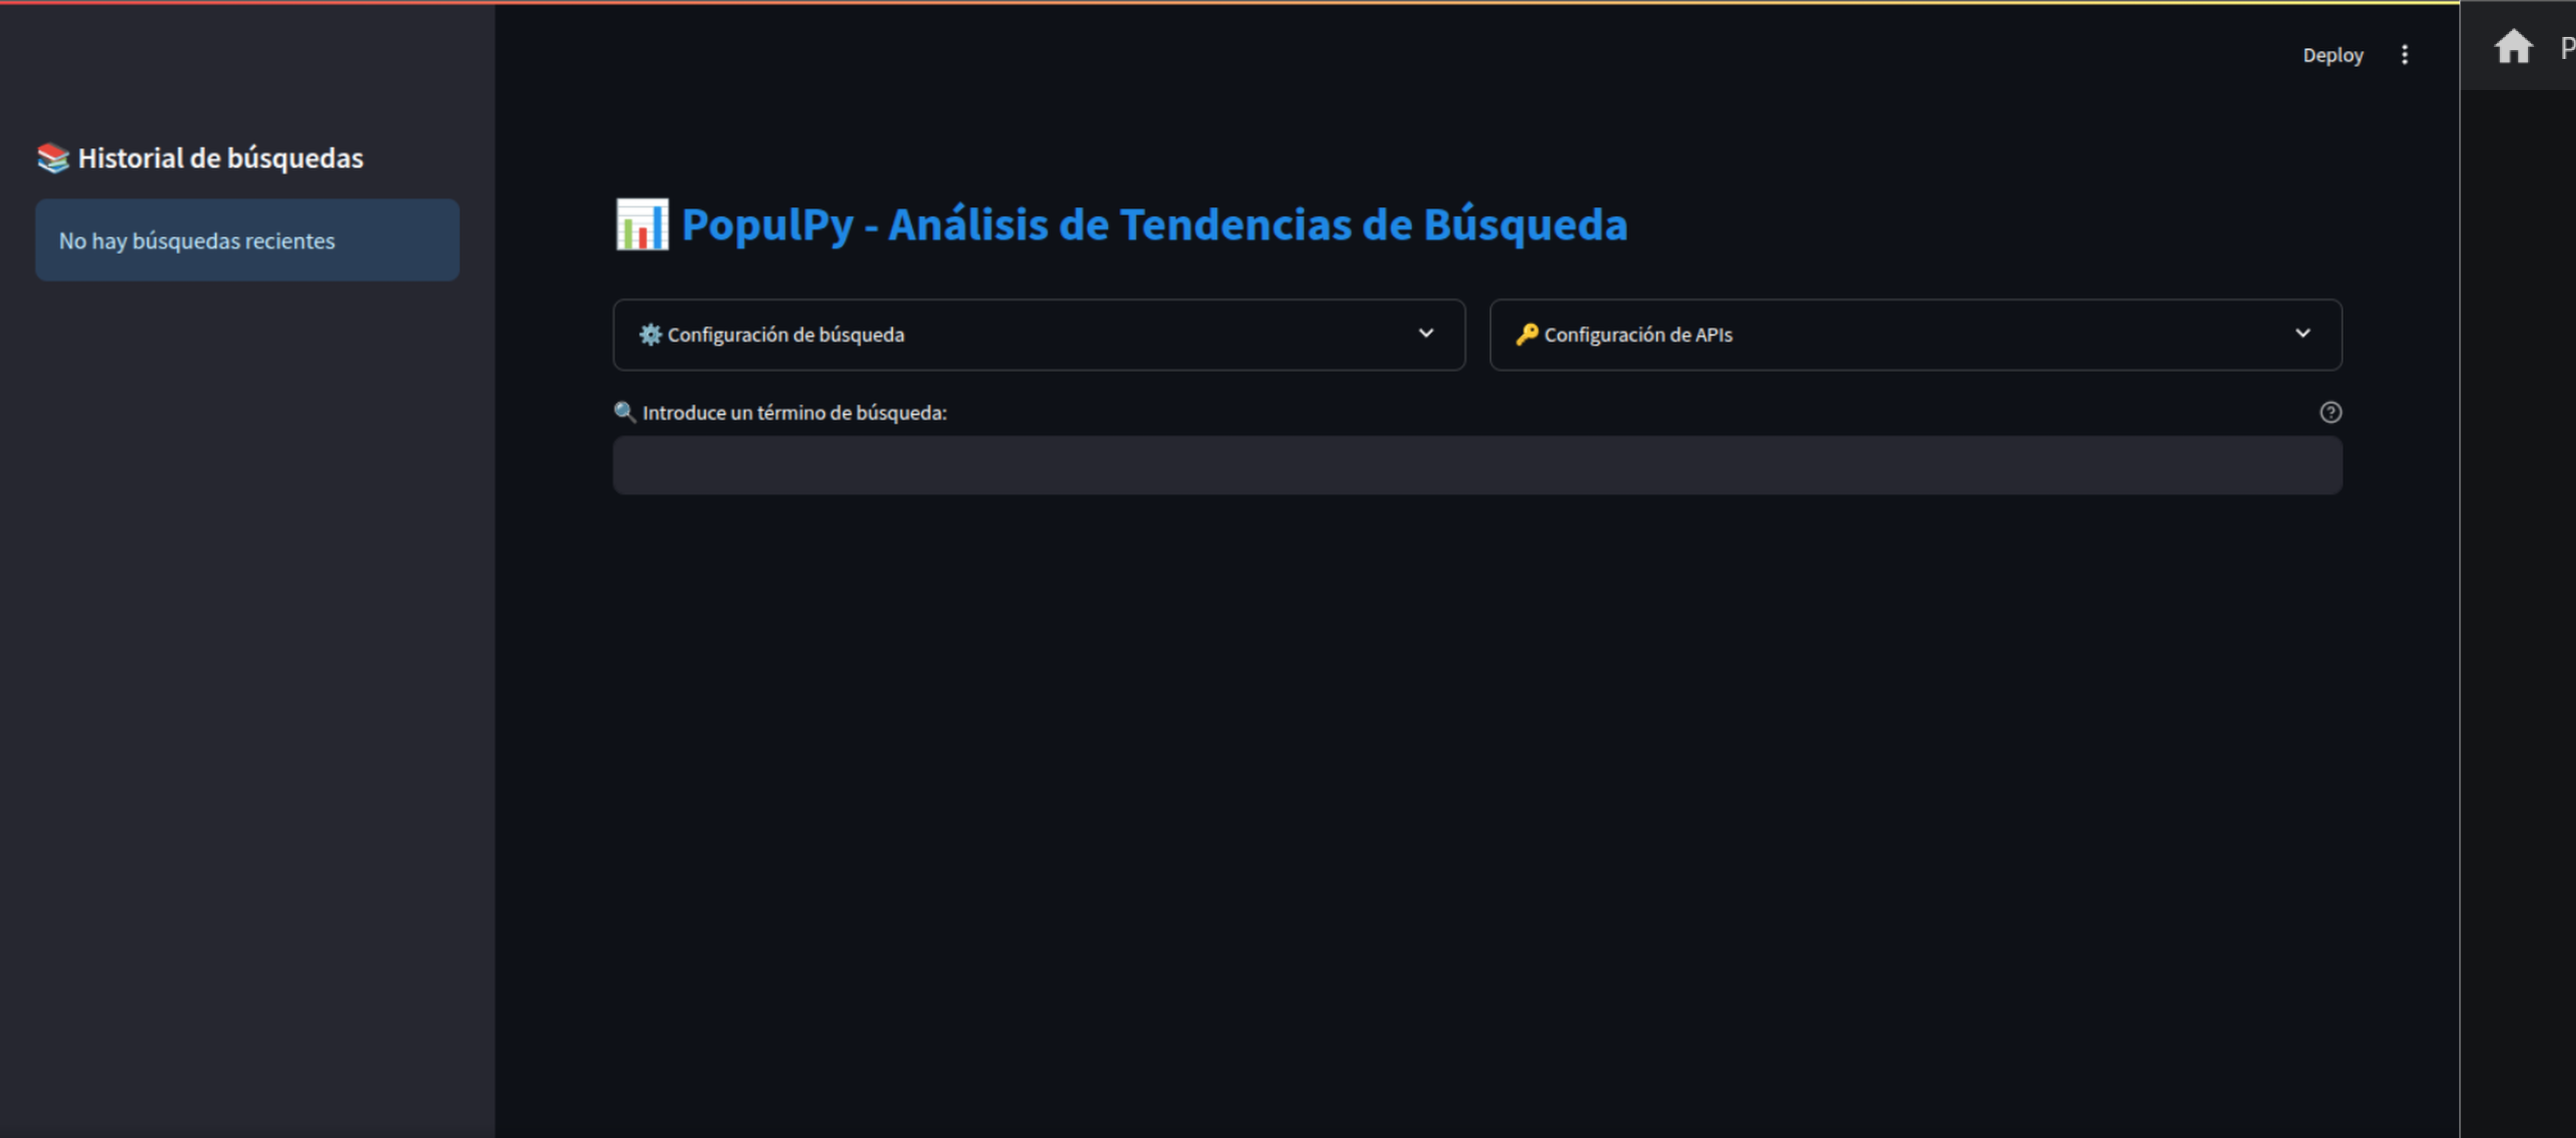 Deploy
P
📚 Historial de búsquedas
No hay búsquedas recientes
📊 PopulPy - Análisis de Tendencias de Búsqueda
⚙️ Configuración de búsqueda
🔑 Configuración de APIs
🔍 Introduce un término de búsqueda: